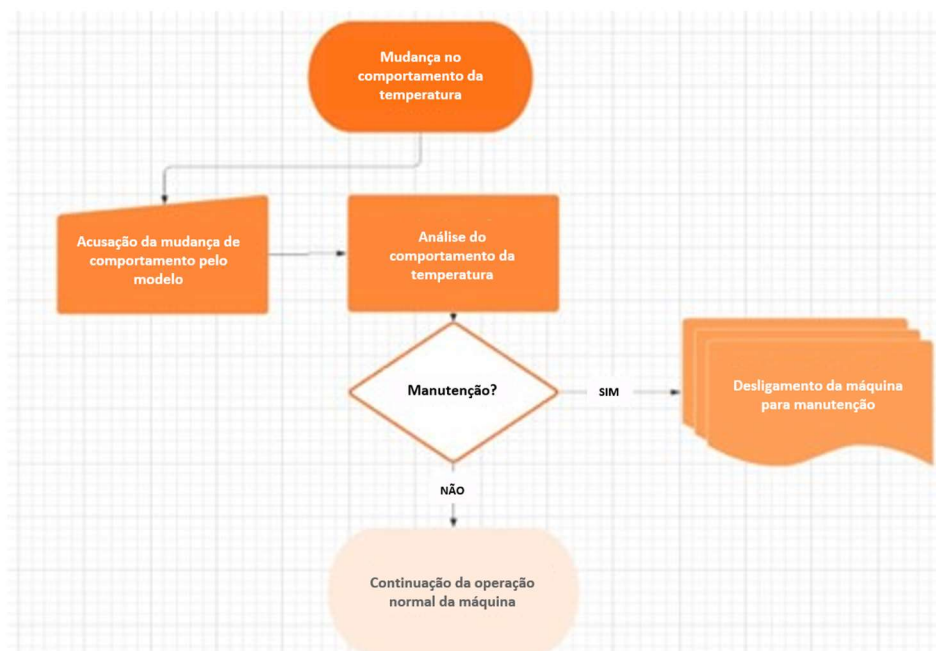 Mudança no
comportamento da
temperatura
Acusação da mudança de
comportamento pelo
modelo
Análise do
comportamento da
temperatura
Manutenção?
SIM
Desligamento da máquina
para manutenção
NÃO
Continuação da operação
normal da máquina